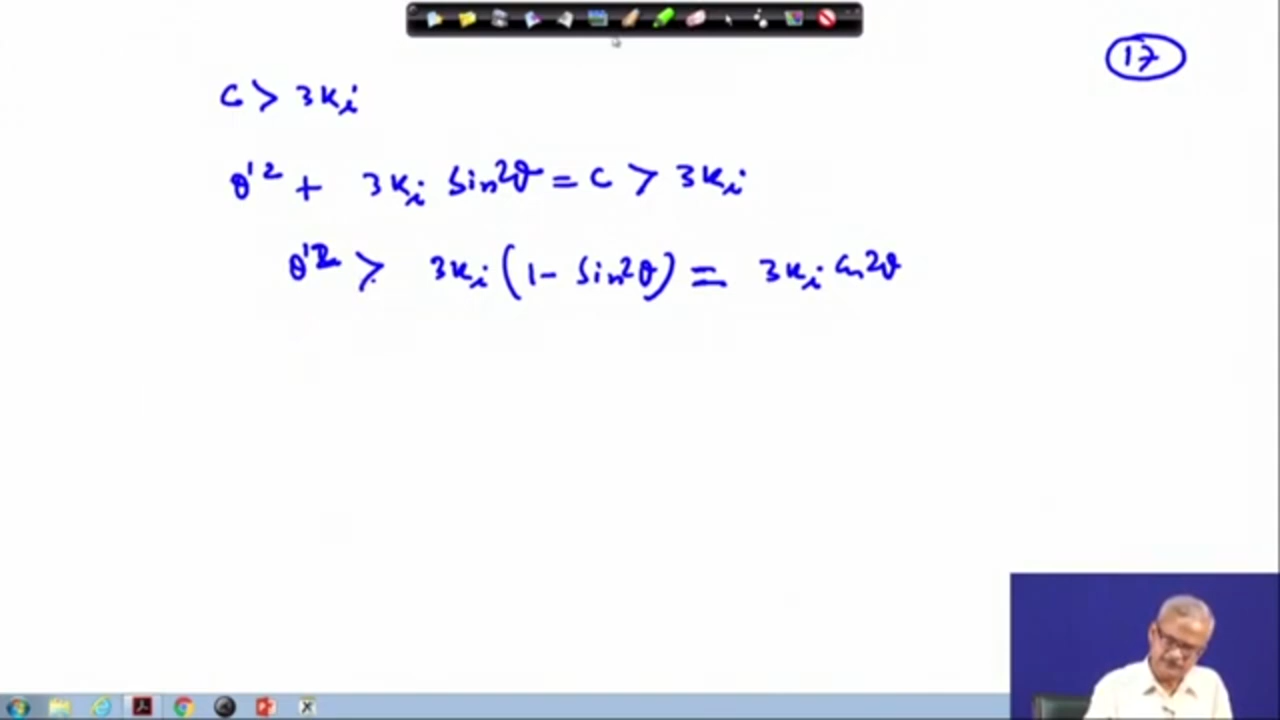 17
c > 3kᵢ
θ'² + 3kᵢ sin²θ = c > 3kᵢ
θ'² > 3kᵢ (1 - sin²θ) = 3kᵢ cos²θ